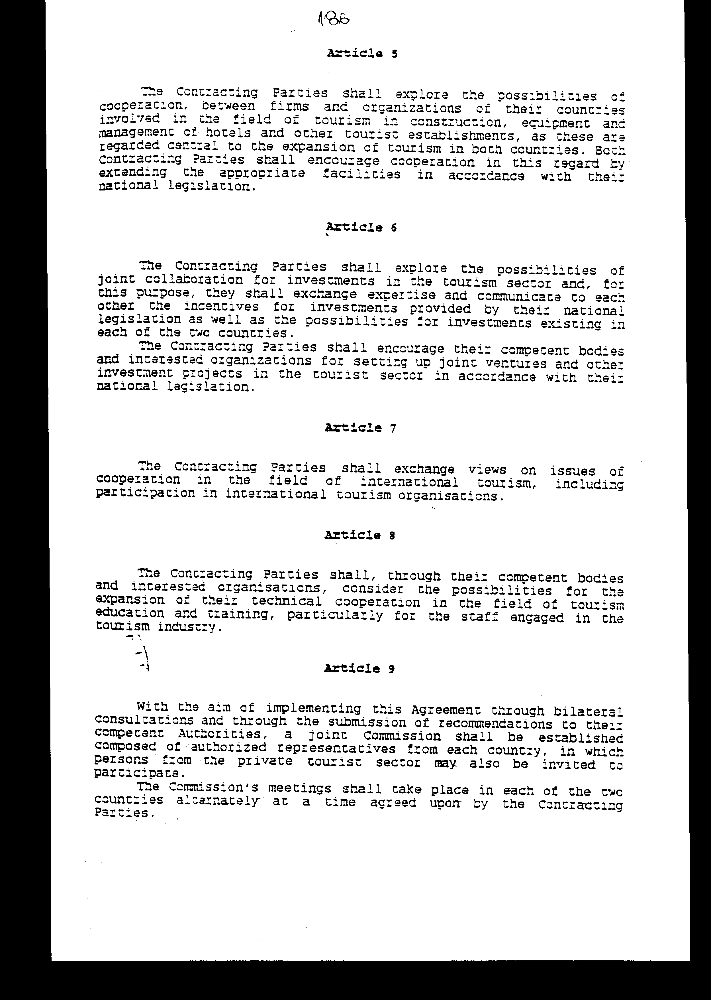 186
Article 5
The Contracting Parties shall explore the possibilities of
cooperation, between firms and organizations of their countries
involved in the field of tourism in construction, equipment and
management of hotels and other tourist establishments, as these are
regarded central to the expansion of tourism in both countries. Both
Contracting Parties shall encourage cooperation in this regard by
extending the appropriate facilities in accordance with their
national legislation.
Article 6
The Contracting Parties shall explore the possibilities of
joint collaboration for investments in the tourism sector and, for
this purpose, they shall exchange expertise and communicate to each
other the incentives for investments provided by their national
legislation as well as the possibilities for investments existing in
each of the two countries.
The Contracting Parties shall encourage their competent bodies
and interested organizations for setting up joint ventures and other
investment projects in the tourist sector in accordance with their
national legislation.
Article 7
The Contracting Parties shall exchange views on issues of
cooperation in the field of international tourism, including
participation in international tourism organisations.
Article 8
The Contracting Parties shall, through their competent bodies
and interested organisations, consider the possibilities for the
expansion of their technical cooperation in the field of tourism
education and training, particularly for the staff engaged in the
tourism industry.
Article 9
With the aim of implementing this Agreement through bilateral
consultations and through the submission of recommendations to their
competent Authorities, a joint Commission shall be established
composed of authorized representatives from each country, in which
persons from the private tourist sector may also be invited to
participate.
The Commission's meetings shall take place in each of the two
countries alternately at a time agreed upon by the Contracting
Parties.